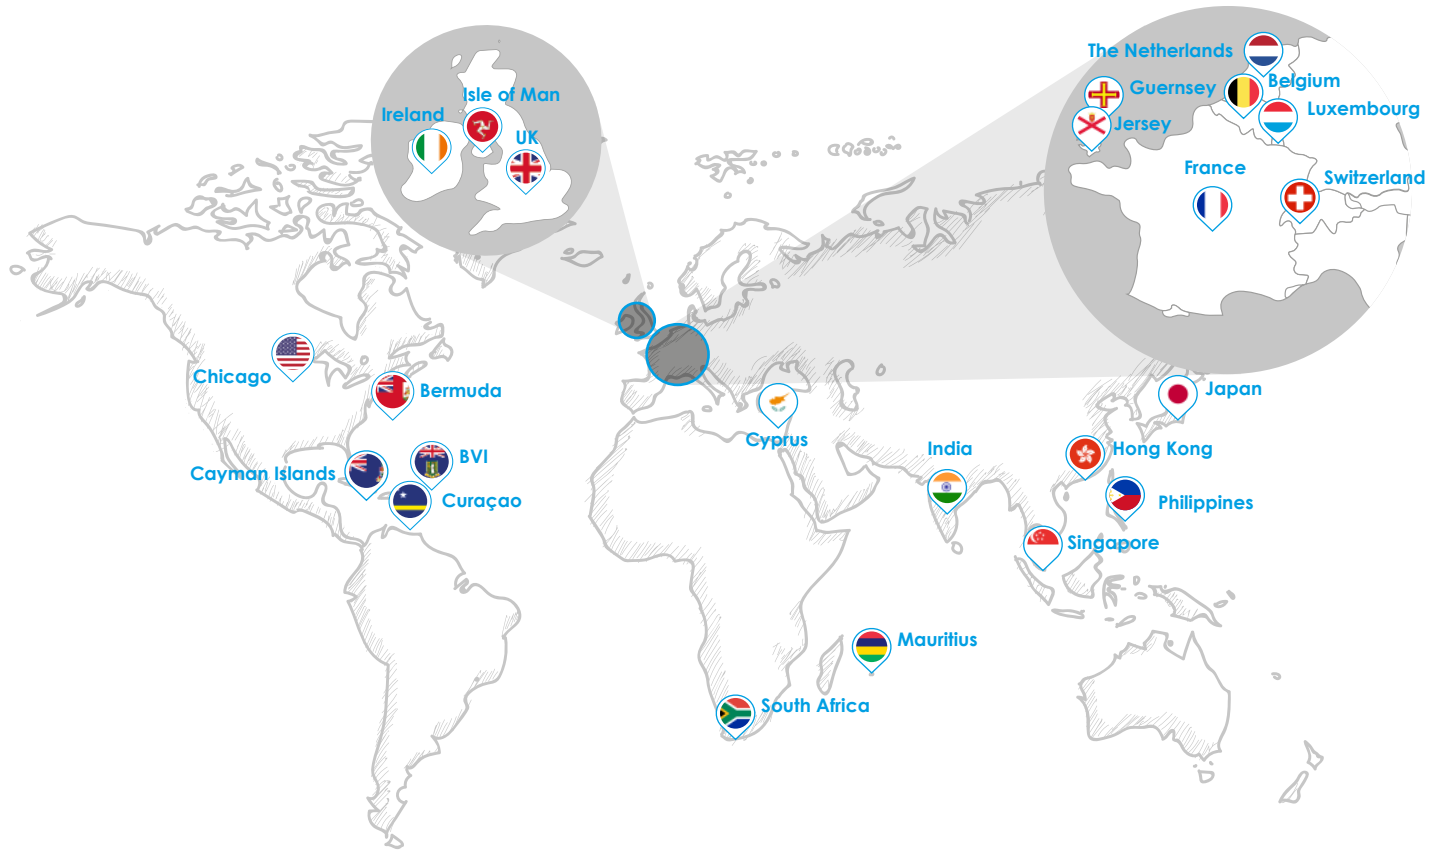 The Netherlands
Belgium
Guernsey
Isle of Man
Luxembourg
Ireland
Jersey
UK
France
Switzerland
Chicago
Bermuda
Japan
Cyprus
India
Hong Kong
BVI
Cayman Islands
Curaçao
Philippines
Singapore
Mauritius
South Africa